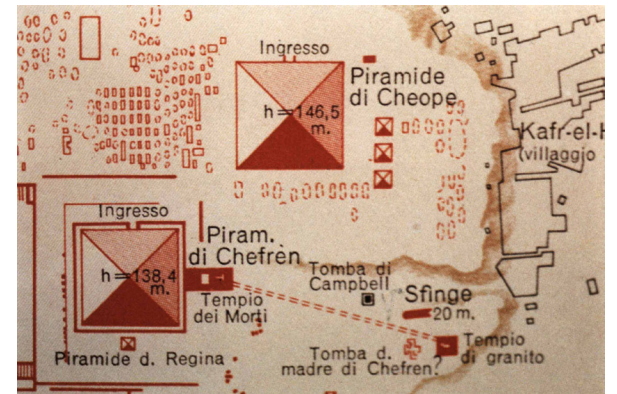 Ingresso
Piramide
di Cheope
h=146,5
m.
Kafr-el-H
(villaggio
Ingresso
Piram.
di Chefrèn
h=138,4
m.
Tempio
dei Morti
Tomba di
Campbell
Sfinge
20 m.
Piramide d. Regina
Tomba d.
madre di Chefren?
Tempio
di granito